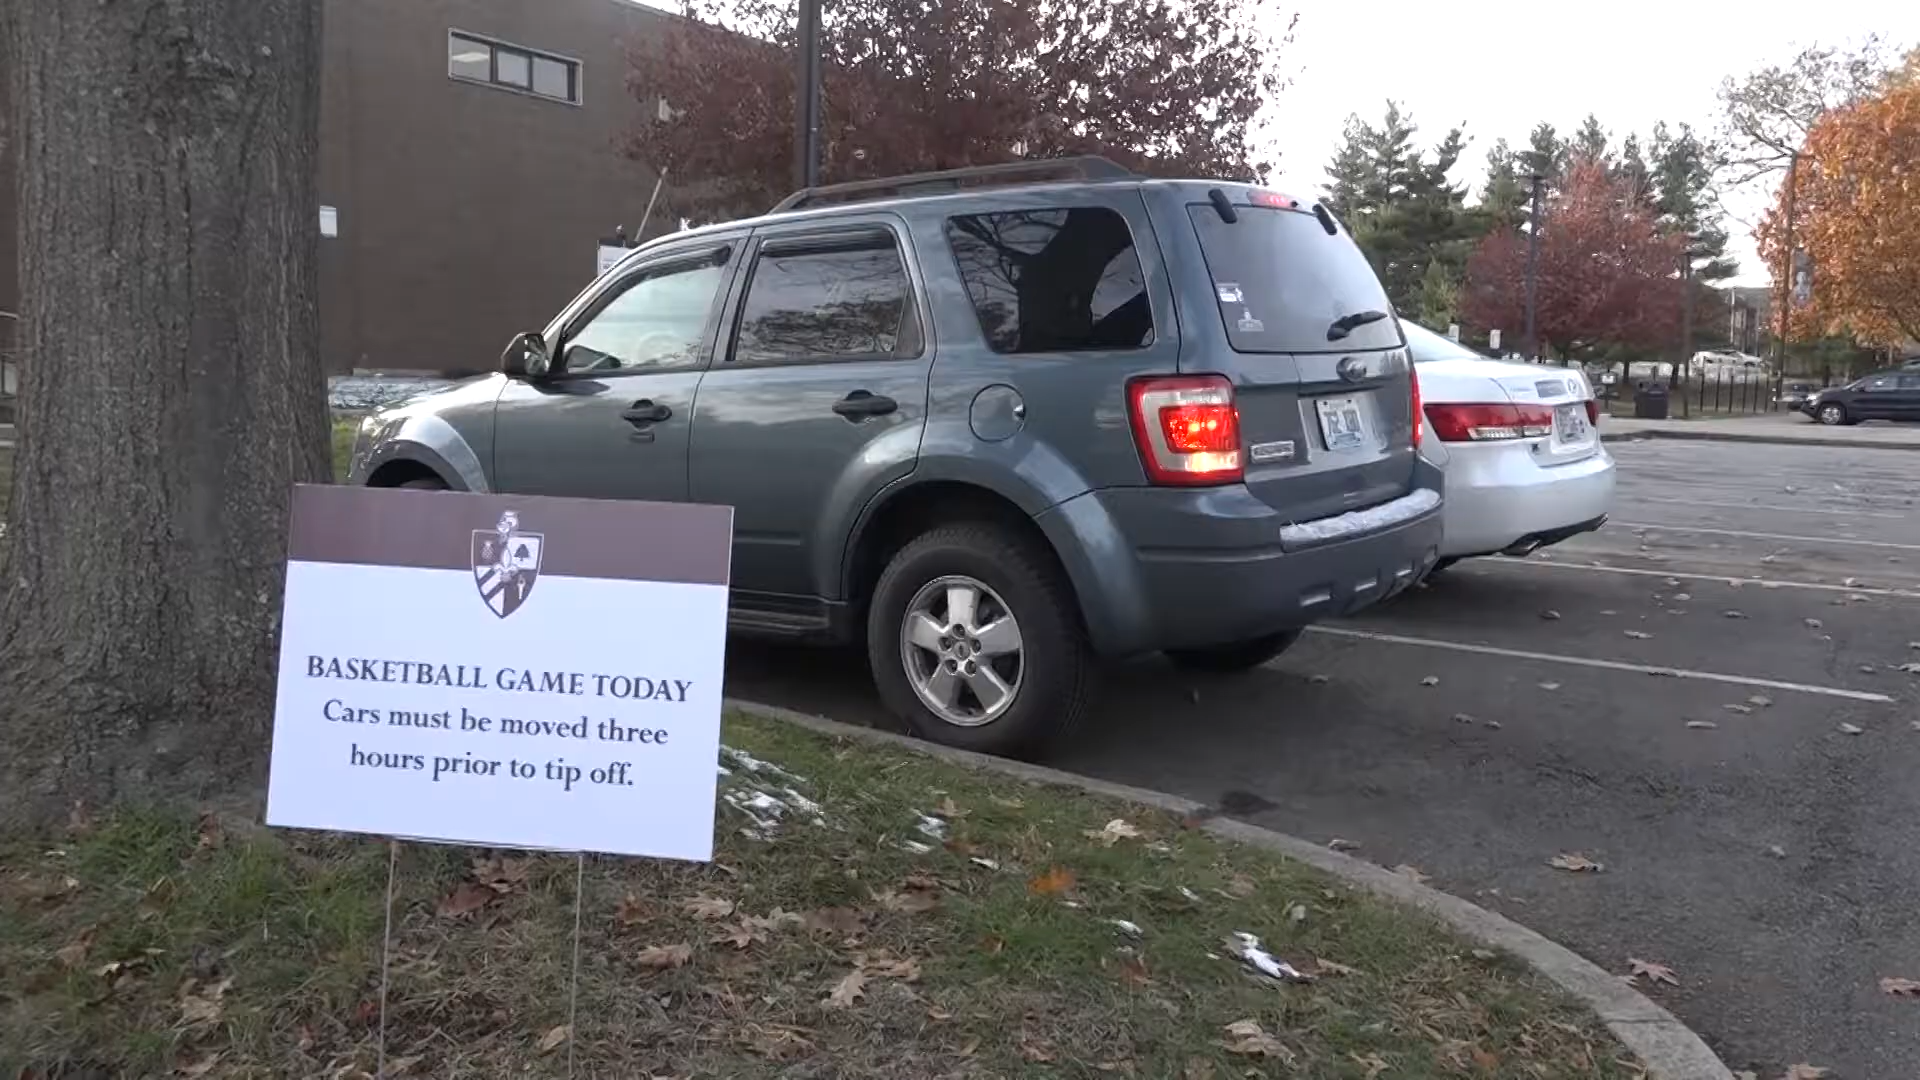 BASKETBALL GAME TODAY
Cars must be moved three
hours prior to tip off.